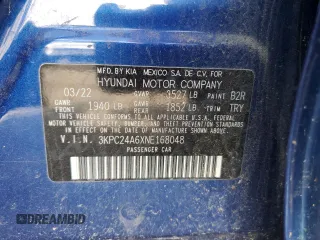 MFD. BY KIA MEXICO S.A. DE C.V. FOR
HYUNDAI MOTOR COMPANY
03/22 GVWR 3527 LB PAINT B2R
GAWR FRONT 1940 LB GAWR REAR 1852 LB TRIM TRY
THIS VEHICLE CONFORMS TO ALL APPLICABLE
FEDERAL MOTOR VEHICLE SAFETY, BUMPER, AND
THEFT PREVENTION STANDARDS IN EFFECT ON
THE DATE OF MANUFACTURE SHOWN ABOVE.
V.I.N. 3KPC24A6XNE168048
PASSENGER CAR
DREAMBID